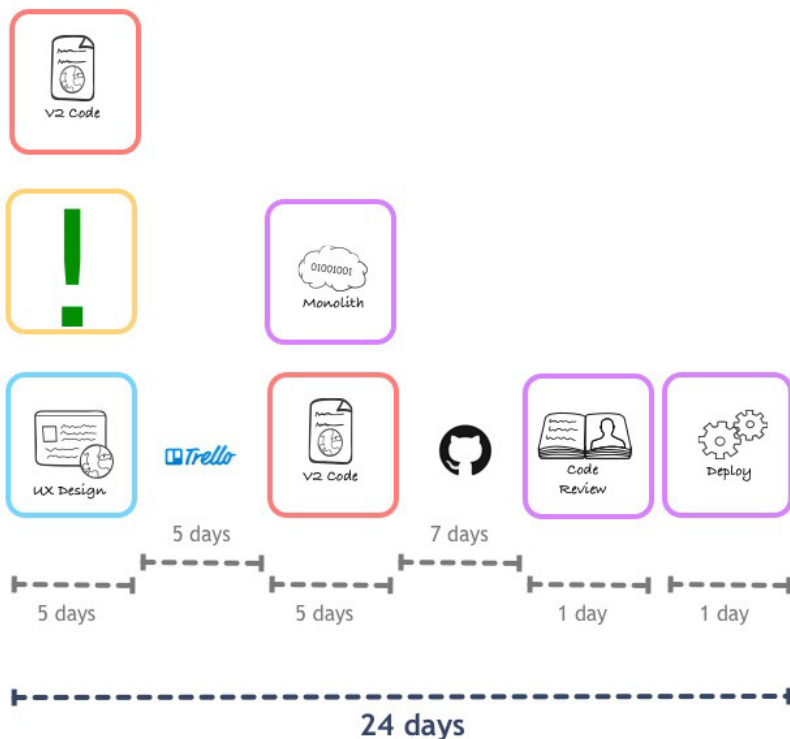 V2 Code
!
01001001
Monolith
UX Design
Trello
V2 Code
Code
Review
Deploy
5 days
7 days
5 days
5 days
1 day
1 day
24 days